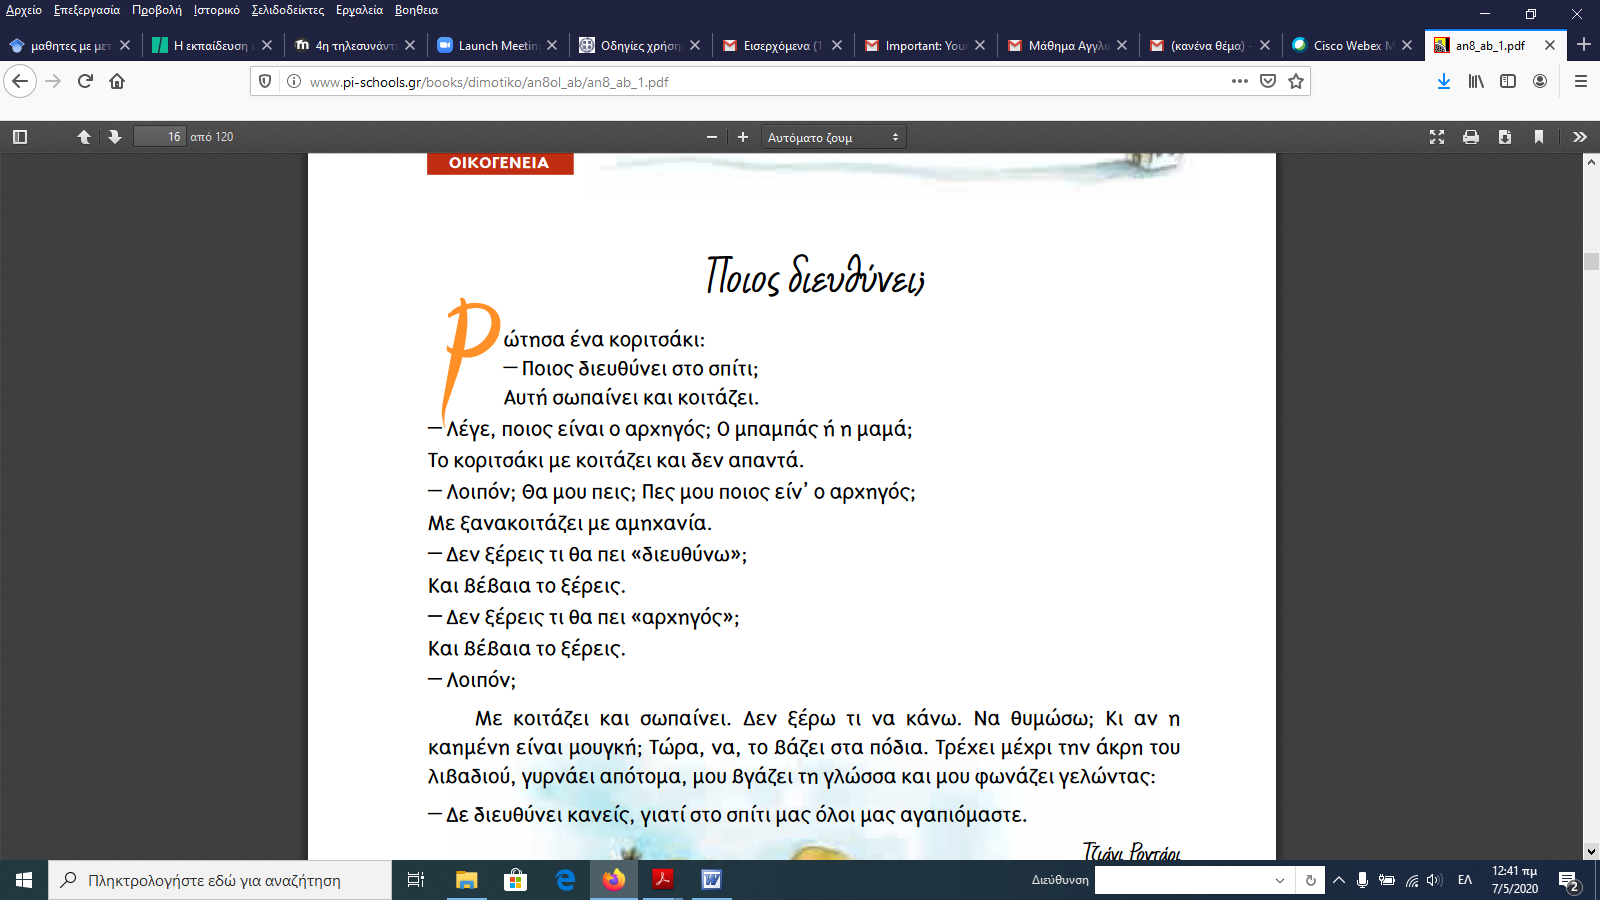 Αρχείο Επεξεργασία Προβολή Ιστορικό Σελιδοδείκτες Εργαλεία Βοήθεια
μαθητες με μετ Η εκπαίδευση 4η τηλεσυνάντ Launch Meetin Οδηγίες χρήση Εισερχόμενα (1 Important: You Μάθημα Αγγλι (κανένα θέμα) - Cisco Webex M an8_ab_1.pdf
www.pi-schools.gr/books/dimotiko/an8ol_ab/an8_ab_1.pdf
16 από 120 Αυτόματο ζουμ
ΟΙΚΟΓΕΝΕΙΑ
Ποιος διευθύνει;
Ρώτησα ένα κοριτσάκι:
— Ποιος διευθύνει στο σπίτι;
Αυτή σωπαίνει και κοιτάζει.
— Λέγε, ποιος είναι ο αρχηγός; Ο μπαμπάς ή η μαμά;
Το κοριτσάκι με κοιτάζει και δεν απαντά.
— Λοιπόν; Θα μου πεις; Πες μου ποιος είν’ ο αρχηγός;
Με ξανακοιτάζει με αμηχανία.
— Δεν ξέρεις τι θα πει «διευθύνω»;
Και βέβαια το ξέρεις.
— Δεν ξέρεις τι θα πει «αρχηγός»;
Και βέβαια το ξέρεις.
— Λοιπόν;
Με κοιτάζει και σωπαίνει. Δεν ξέρω τι να κάνω. Να θυμώσω; Κι αν η
καημένη είναι μουγκή; Τώρα, να, το βάζει στα πόδια. Τρέχει μέχρι την άκρη του
λιβαδιού, γυρνάει απότομα, μου βγάζει τη γλώσσα και μου φωνάζει γελώντας:
— Δε διευθύνει κανείς, γιατί στο σπίτι μας όλοι μας αγαπιόμαστε.
Τζιάνι Ροντάρι
Πληκτρολογήστε εδώ για αναζήτηση Διεύθυνση ΕΛ 12:41 πμ
7/5/2020 2